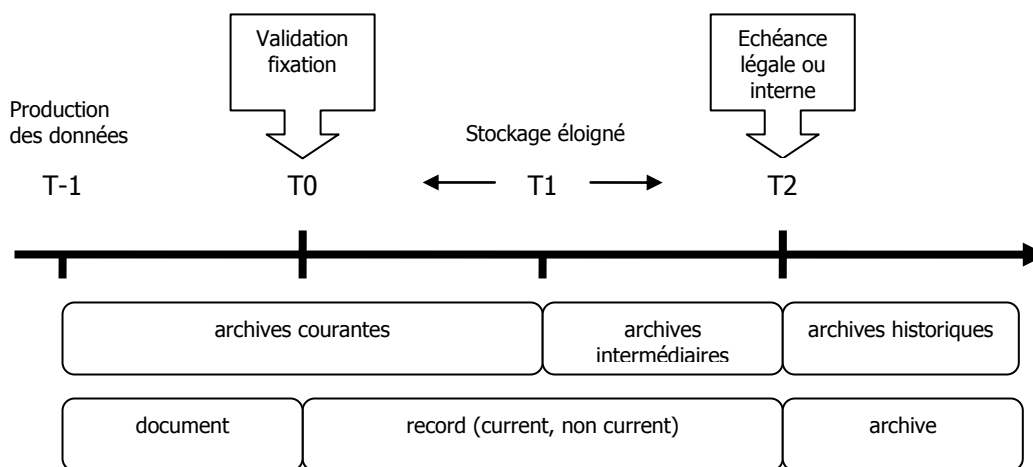 Validation
fixation
Echéance
légale ou
interne
Production
des données
Stockage éloigné
T-1
T0
T1
T2
archives courantes
archives
intermédiaires
archives historiques
document
record (current, non current)
archive